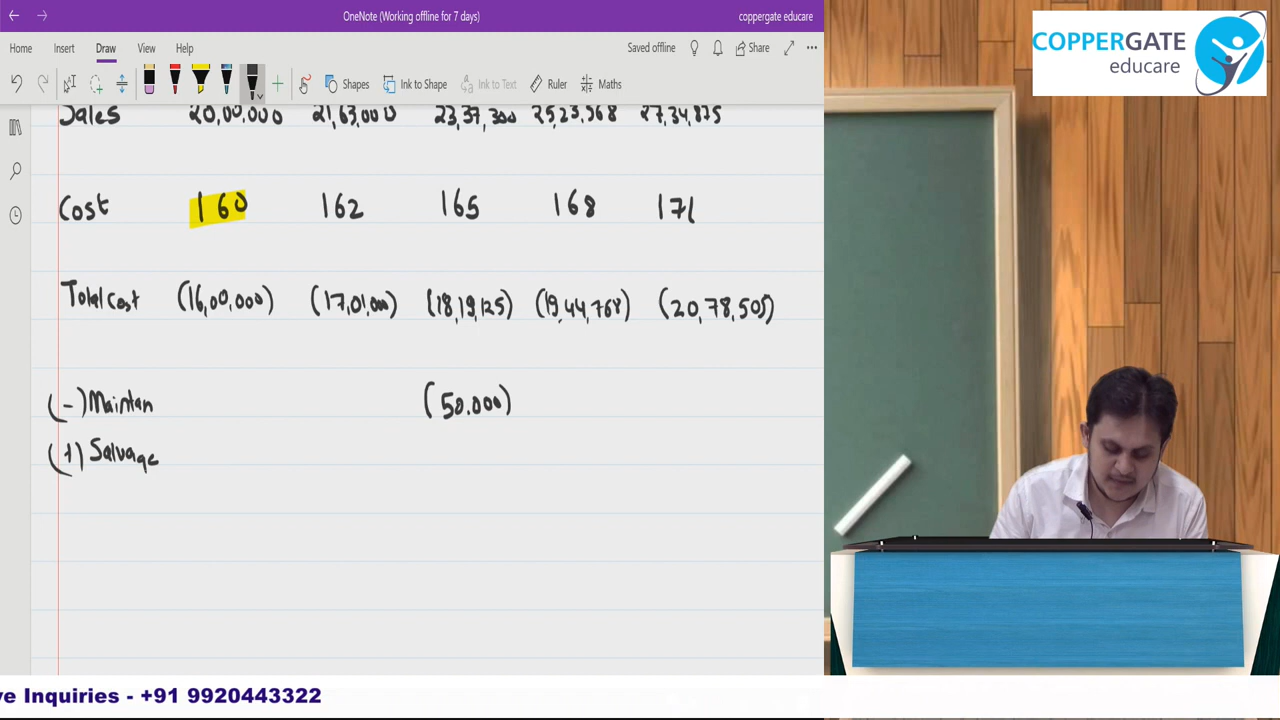 OneNote (Working offline for 7 days)
coppergate educare
Home Insert Draw View Help
Saved offline Share
Shapes Ink to Shape Ink to Text Ruler Maths
COPPERGATE
educare
Sales 20,00,000 21,63,000 23,37,300 25,23,568 27,34,875
Cost 160 162 165 168 171
Total cost (16,00,000) (17,01,000) (18,19,125) (19,44,768) (20,78,505)
(-) Maintan (50.000)
(+) Salvage
ve Inquiries - +91 9920443322